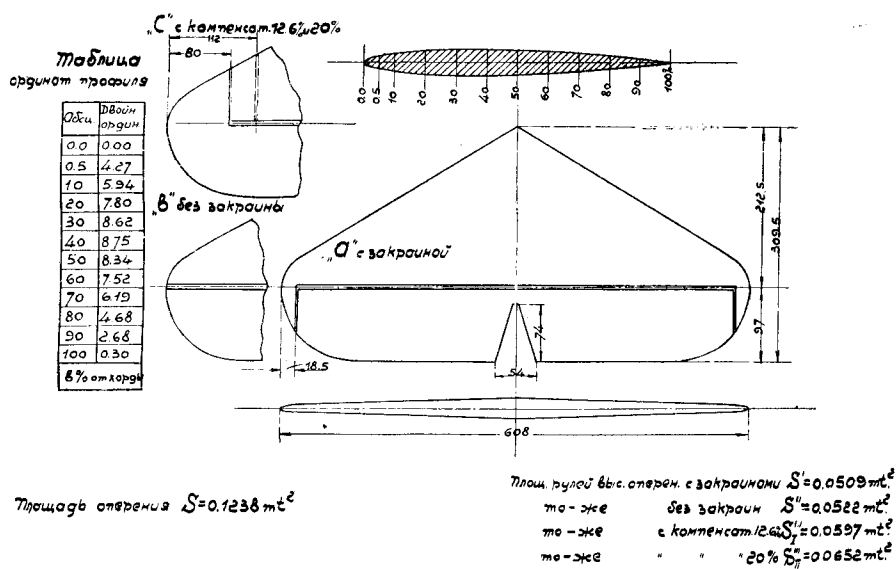 „С" с компенсат. 12.6% и 20%
112
80
Таблица
ординат профиля
Абсц. Двойн ордин
0.0 0.00
0.5 4.27
10 5.94
20 7.80
30 8.62
40 8.75
50 8.34
60 7.52
70 6.19
80 4.68
90 2.68
100 0.30
в % от хорды
0.0 0.5 10 20 30 40 50 60 70 80 90 100%
„В" без закраины
„А" с закраиной
212.5
309.5
97
74
54
18.5
608
Площадь оперения S=0.1238 mt²
Площ. рулей выс. оперен. с закраинами S'=0.0509 mt²
то-же без закраин S"=0.0522 mt²
то-же с компенсат. 12.6% S'''I=0.0597 mt²
то-же " " " 20% S'''II=0.0652 mt²